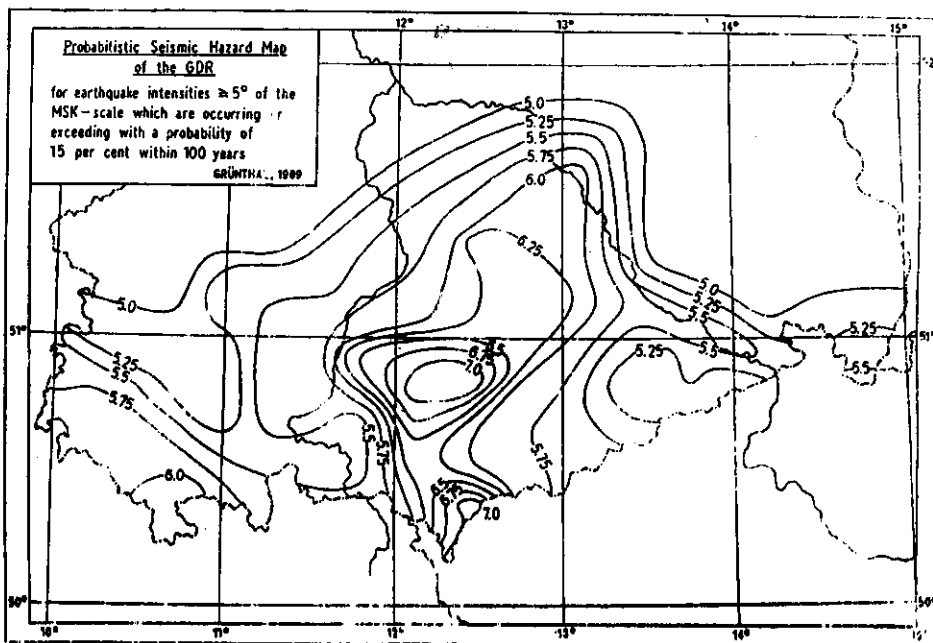 12° 13° 14° 15°
Probabilistic Seismic Hazard Map
of the GDR
for earthquake intensities ≥ 5° of the
MSK-scale which are occurring r
exceeding with a probability of
15 per cent within 100 years
GRÜNTHA., 1989
5.0
5.25
5.5
5.75
6.0
6.25
5.0
5.0
5.25
5.5
51°
5.25
5.5
5.75
6.0
6.75
7.0
5.5
5.75
5.75
5.25
5.5
5.25
5.5
7.0
50°
10° 11° 12° 13° 14° 15°